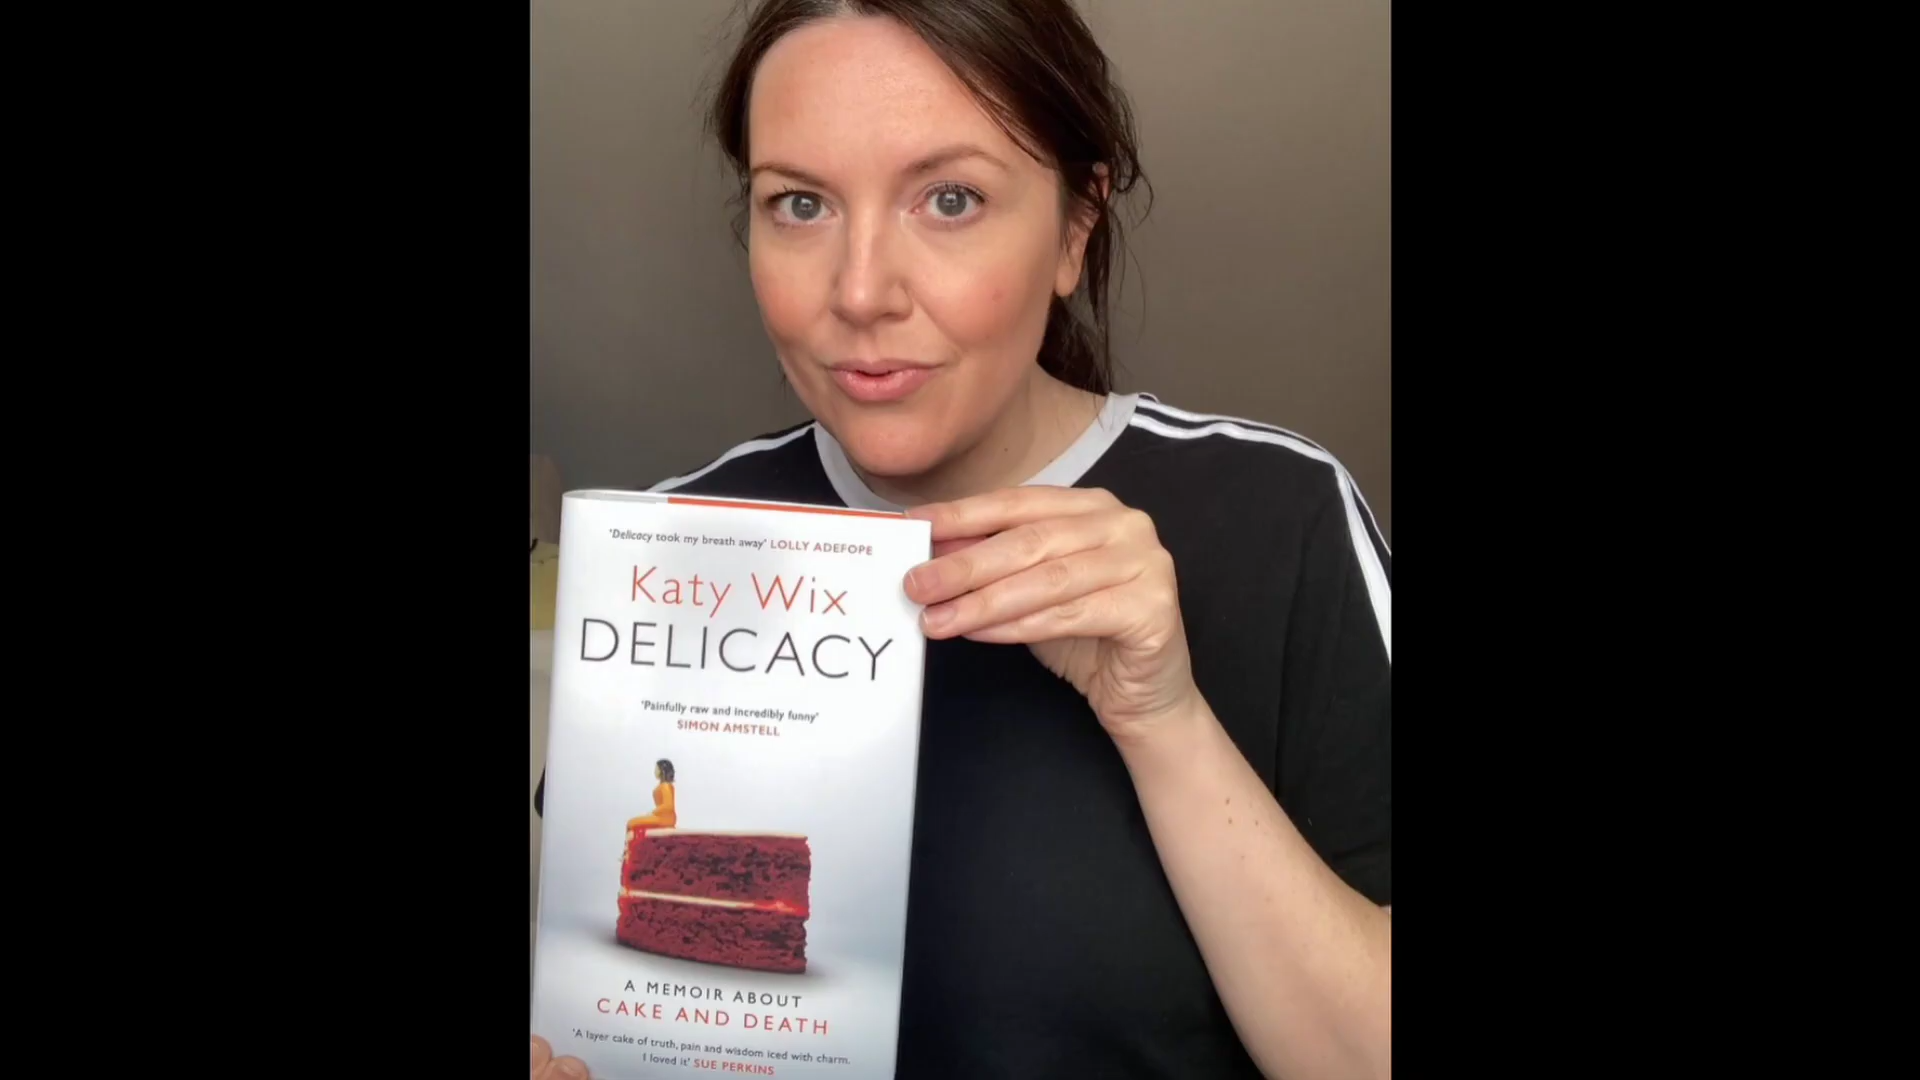 'Delicacy took my breath away' LOLLY ADEFOPE
Katy Wix
DELICACY
'Painfully raw and incredibly funny'
SIMON AMSTELL
A MEMOIR ABOUT
CAKE AND DEATH
'A layer cake of truth, pain and wisdom iced with charm.
I loved it' SUE PERKINS